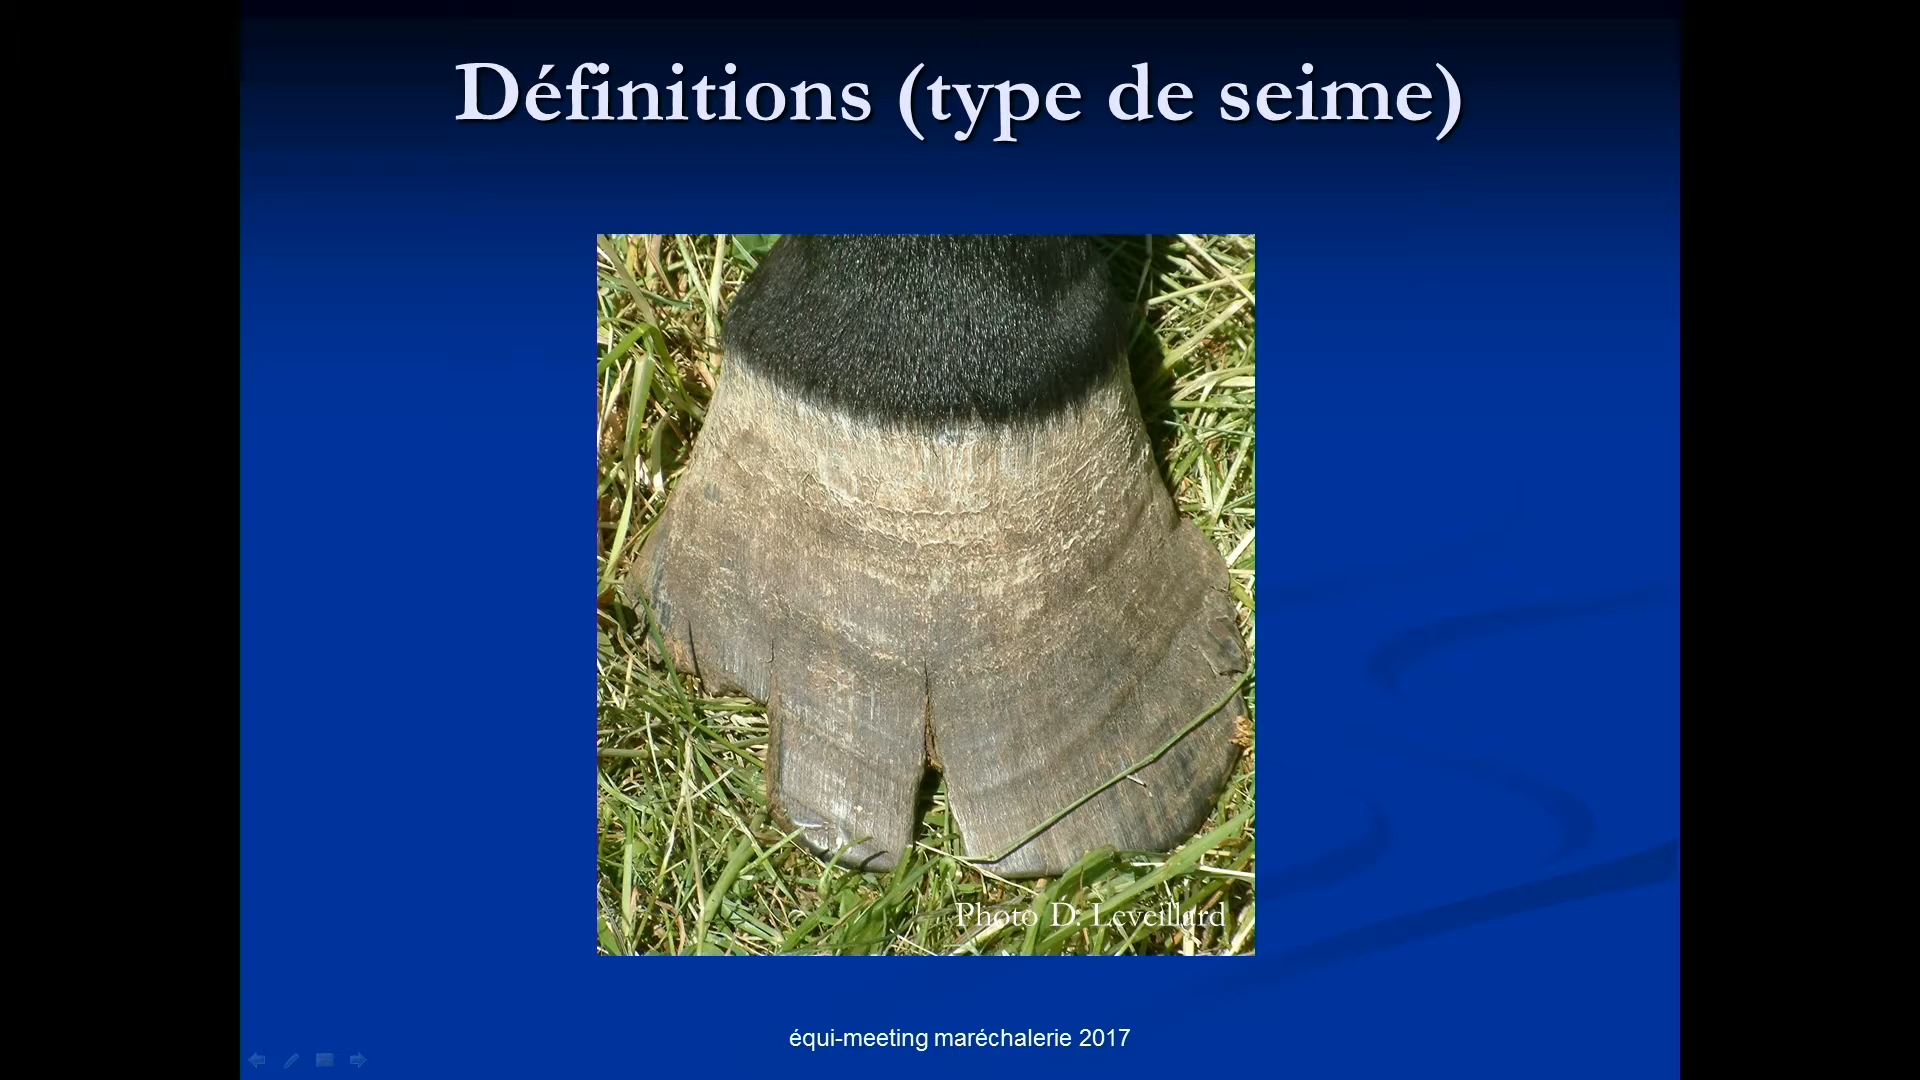 Définitions (type de seime)
Photo D. Leveillard
équi-meeting maréchalerie 2017